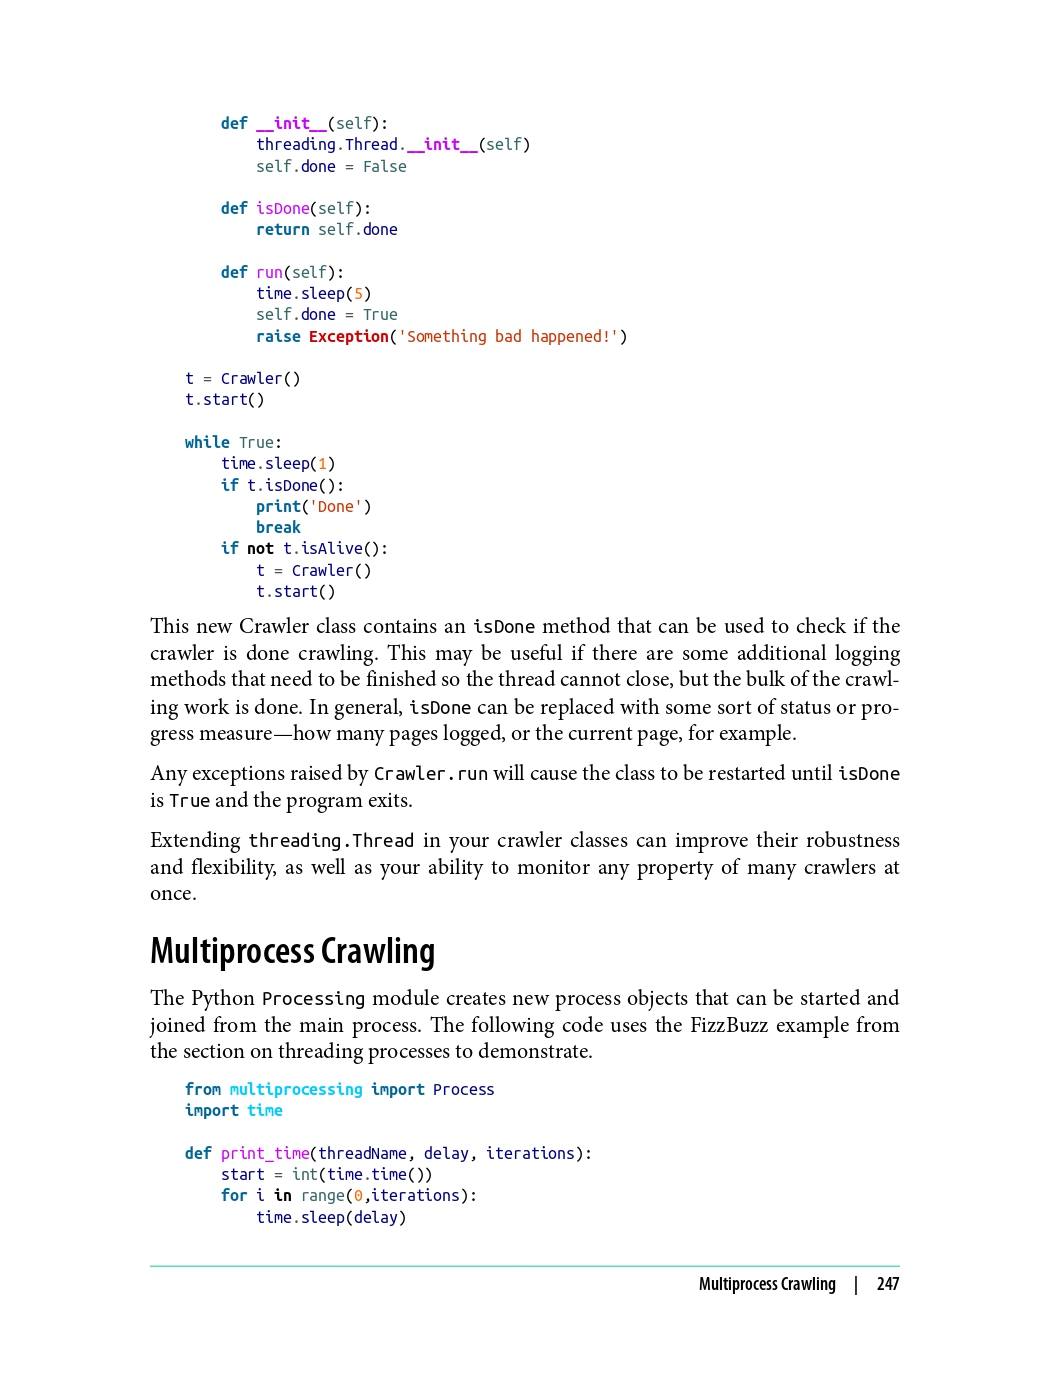 def __init__(self):
        threading.Thread.__init__(self)
        self.done = False

    def isDone(self):
        return self.done

    def run(self):
        time.sleep(5)
        self.done = True
        raise Exception('Something bad happened!')

t = Crawler()
t.start()

while True:
    time.sleep(1)
    if t.isDone():
        print('Done')
        break
    if not t.isAlive():
        t = Crawler()
        t.start()

This new Crawler class contains an isDone method that can be used to check if the
crawler is done crawling. This may be useful if there are some additional logging
methods that need to be finished so the thread cannot close, but the bulk of the crawl-
ing work is done. In general, isDone can be replaced with some sort of status or pro-
gress measure—how many pages logged, or the current page, for example.

Any exceptions raised by Crawler.run will cause the class to be restarted until isDone
is True and the program exits.

Extending threading.Thread in your crawler classes can improve their robustness
and flexibility, as well as your ability to monitor any property of many crawlers at
once.

Multiprocess Crawling

The Python Processing module creates new process objects that can be started and
joined from the main process. The following code uses the FizzBuzz example from
the section on threading processes to demonstrate.

from multiprocessing import Process
import time

def print_time(threadName, delay, iterations):
    start = int(time.time())
    for i in range(0,iterations):
        time.sleep(delay)

Multiprocess Crawling | 247